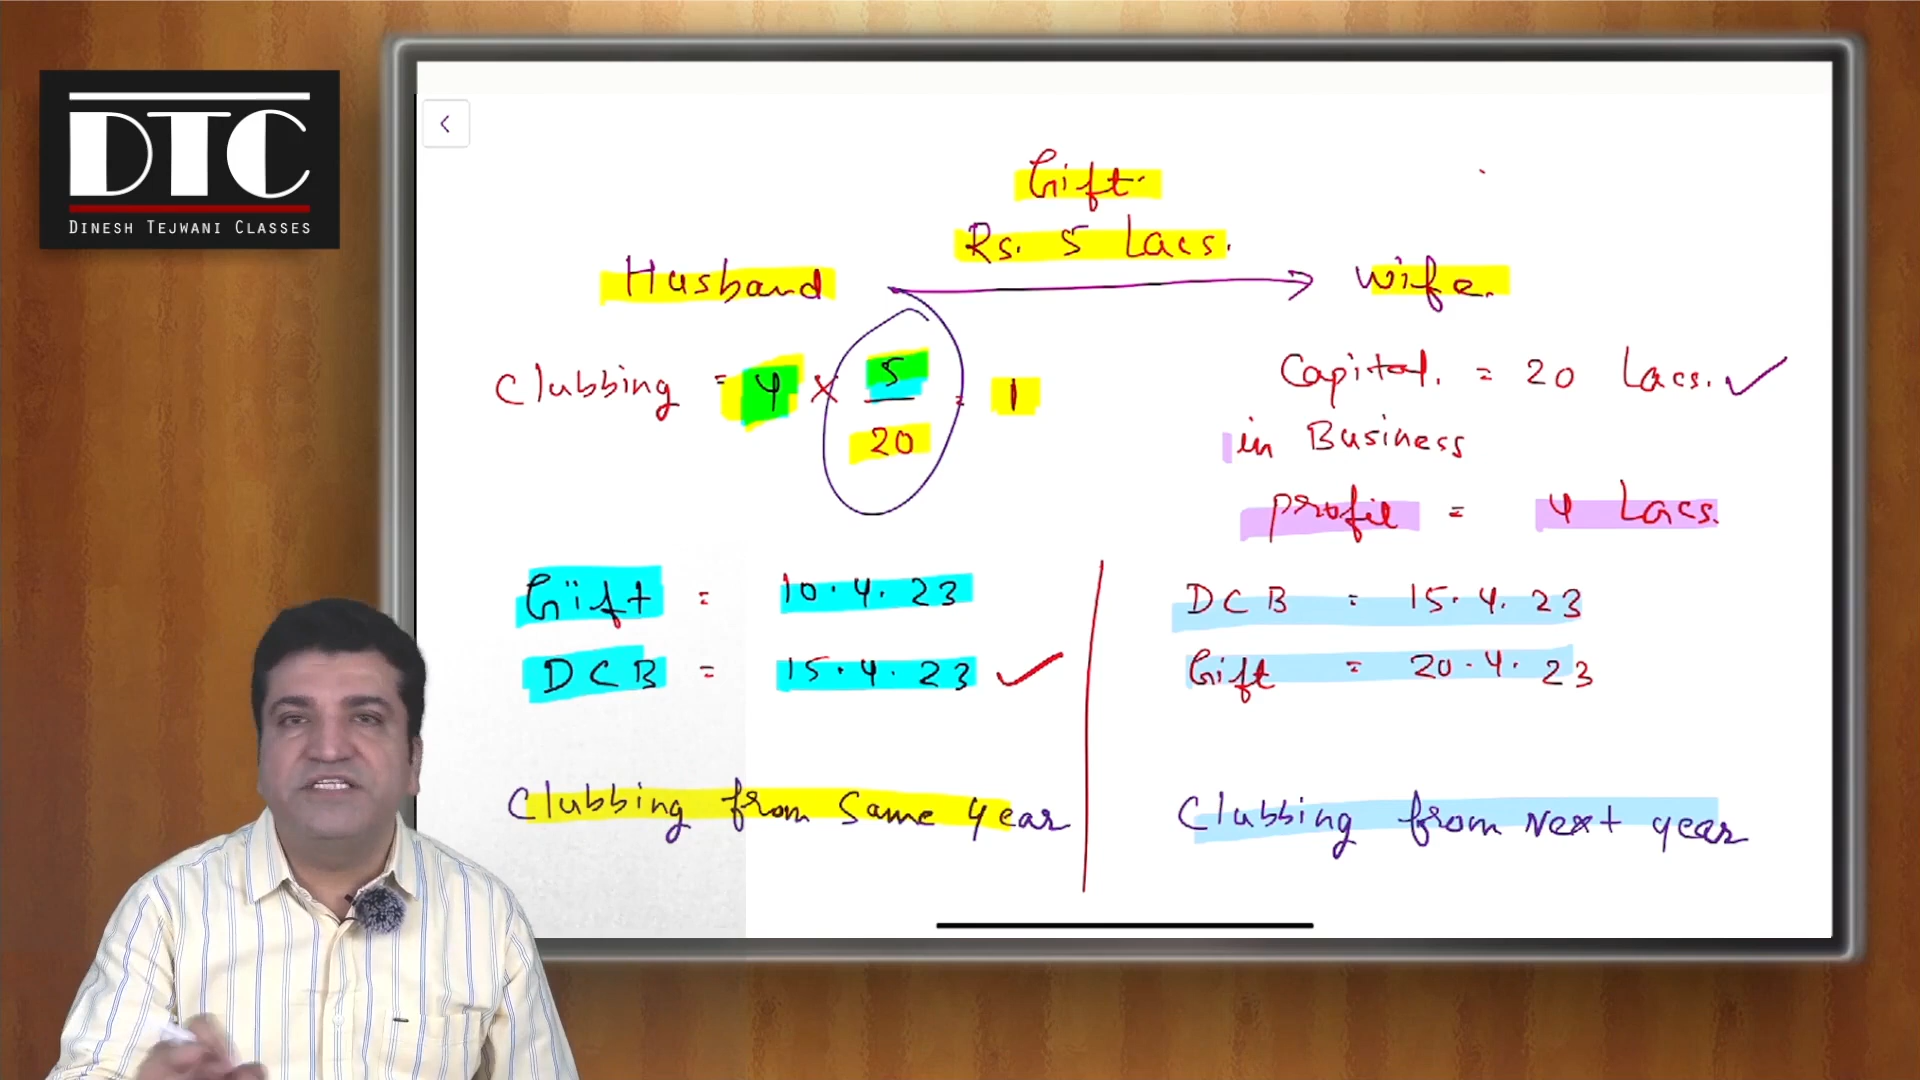 DTC
DINESH TEJWANI CLASSES
<
Gift.
Rs. 5 Lacs.
Husband
wife.
Clubbing = 4 × 5/20 = 1
Capital. = 20 Lacs. ✓
in Business
profit = 4 Lacs.
Gift = 10.4.23
DCB = 15.4.23 ✓
Clubbing from Same year
DCB = 15.4.23
Gift = 20.4.23
Clubbing from Next year